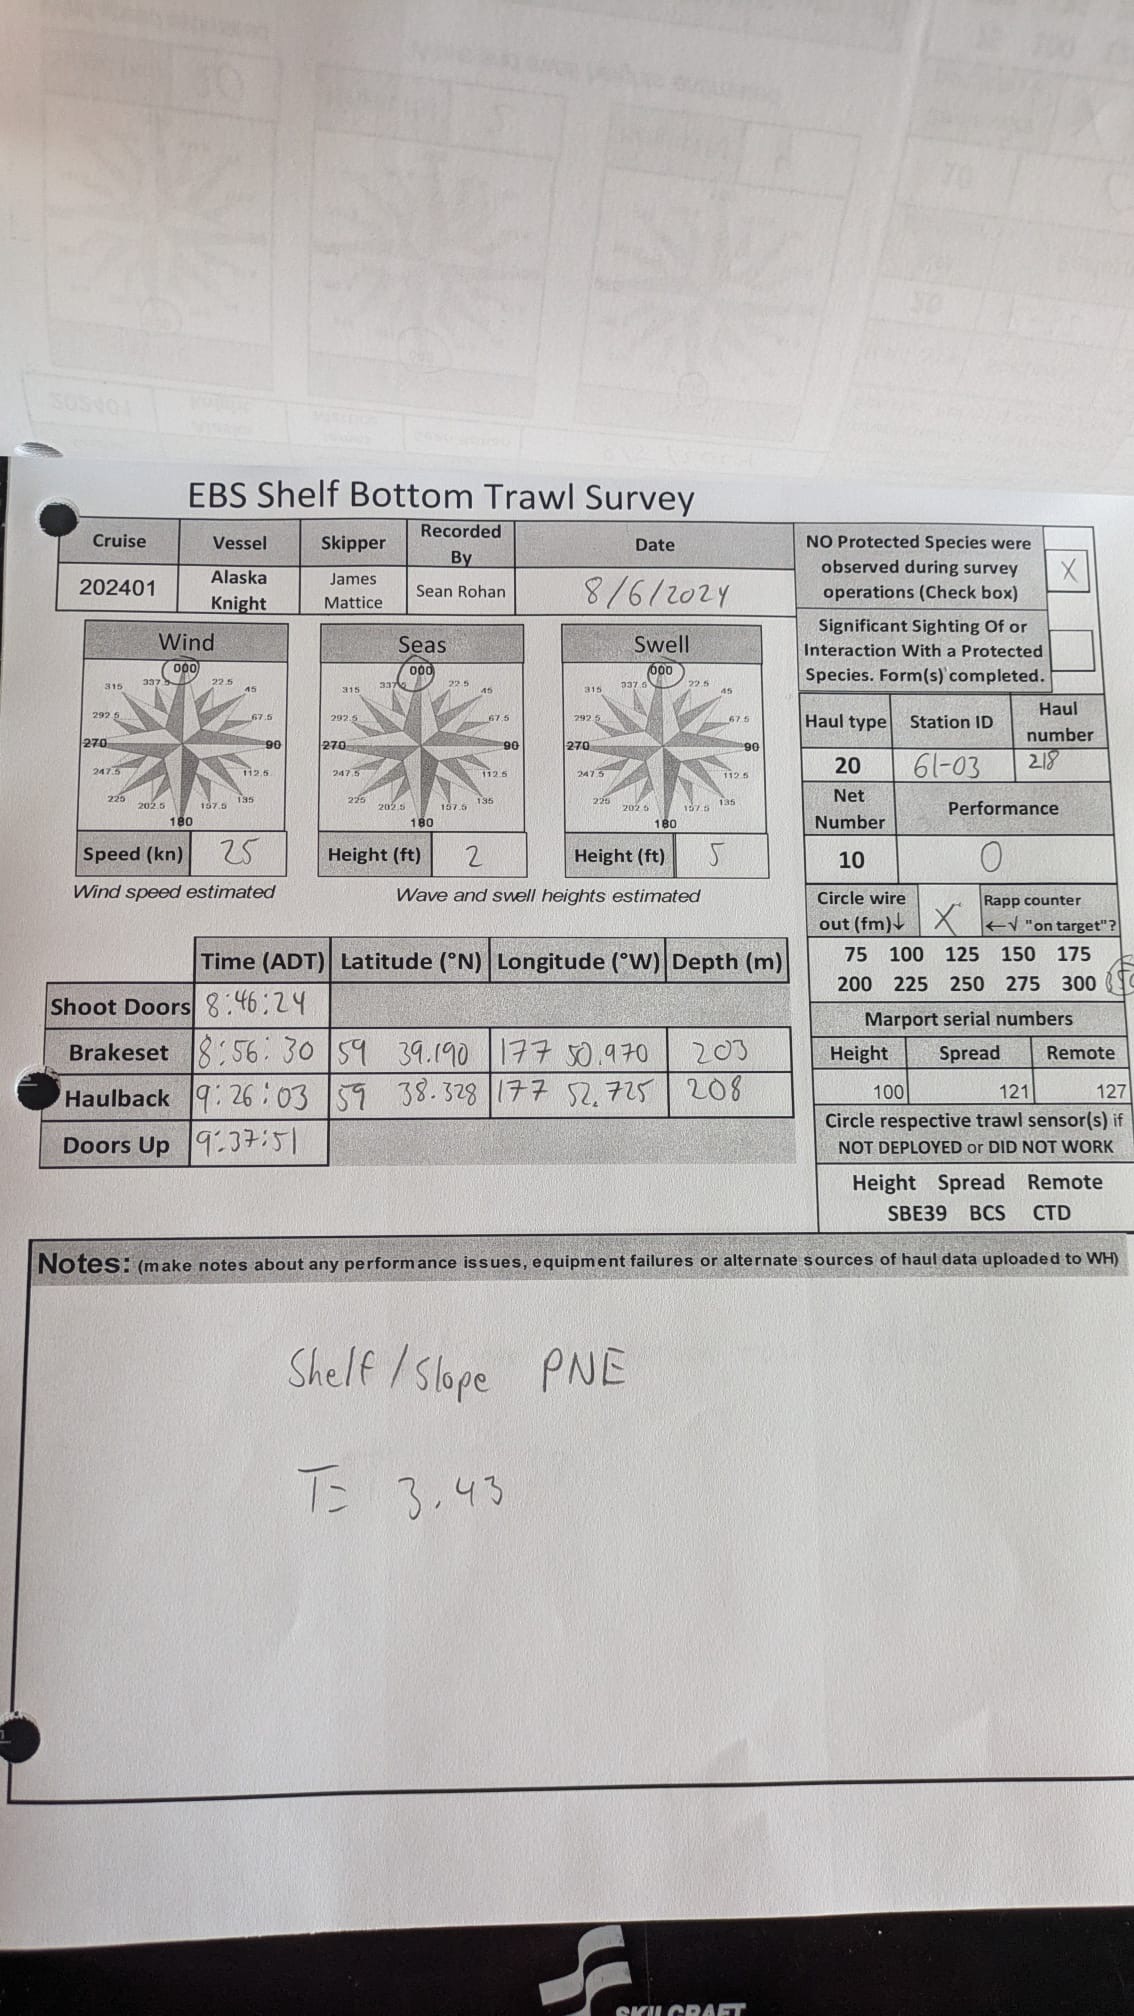 EBS Shelf Bottom Trawl Survey
Cruise Vessel Skipper Recorded By Date
202401 Alaska Knight James Mattice Sean Rohan 8/6/2024
NO Protected Species were
observed during survey
operations (Check box) X
Significant Sighting Of or
Interaction With a Protected
Species. Form(s) completed.
Wind Seas Swell
000 22.5 45 67.5 90 112.5 135 157.5 180 202.5 225 247.5 270 292.5 315 337.5
000 22.5 45 67.5 90 112.5 135 157.5 180 202.5 225 247.5 270 292.5 315 337.5
000 22.5 45 67.5 90 112.5 135 157.5 180 202.5 225 247.5 270 292.5 315 337.5
Speed (kn) 25 Height (ft) 2 Height (ft) 5
Wind speed estimated Wave and swell heights estimated
Haul type Station ID Haul number
20 61-03 218
Net Number Performance
10 0
Circle wire out (fm)↓ X Rapp counter ←√ "on target"?
75 100 125 150 175
200 225 250 275 300
Marport serial numbers
Height Spread Remote
100 121 127
Circle respective trawl sensor(s) if
NOT DEPLOYED or DID NOT WORK
Height Spread Remote
SBE39 BCS CTD
Time (ADT) Latitude (°N) Longitude (°W) Depth (m)
Shoot Doors 8:46:24
Brakeset 8:56:30 59 39.190 177 50.970 203
Haulback 9:26:03 59 38.328 177 52.725 208
Doors Up 9:37:51
Notes: (make notes about any performance issues, equipment failures or alternate sources of haul data uploaded to WH)
Shelf/Slope PNE
T= 3.43
SKILCRAFT